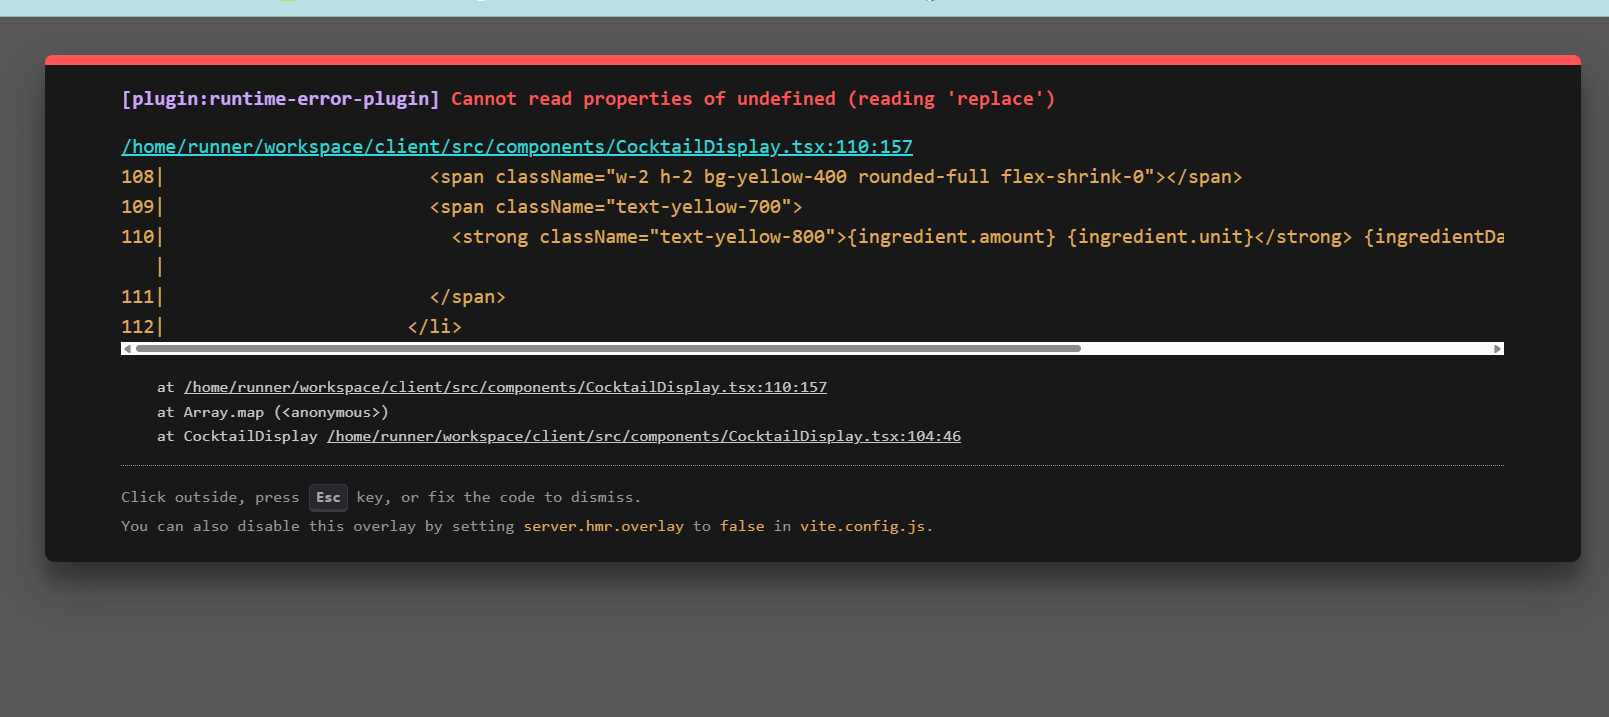 [plugin:runtime-error-plugin] Cannot read properties of undefined (reading 'replace')
/home/runner/workspace/client/src/components/CocktailDisplay.tsx:110:157
108|                        <span className="w-2 h-2 bg-yellow-400 rounded-full flex-shrink-0"></span>
109|                        <span className="text-yellow-700">
110|                          <strong className="text-yellow-800">{ingredient.amount} {ingredient.unit}</strong> {ingredientDa
   |
111|                        </span>
112|                      </li>
at /home/runner/workspace/client/src/components/CocktailDisplay.tsx:110:157
at Array.map (<anonymous>)
at CocktailDisplay /home/runner/workspace/client/src/components/CocktailDisplay.tsx:104:46
Click outside, press Esc key, or fix the code to dismiss.
You can also disable this overlay by setting server.hmr.overlay to false in vite.config.js.